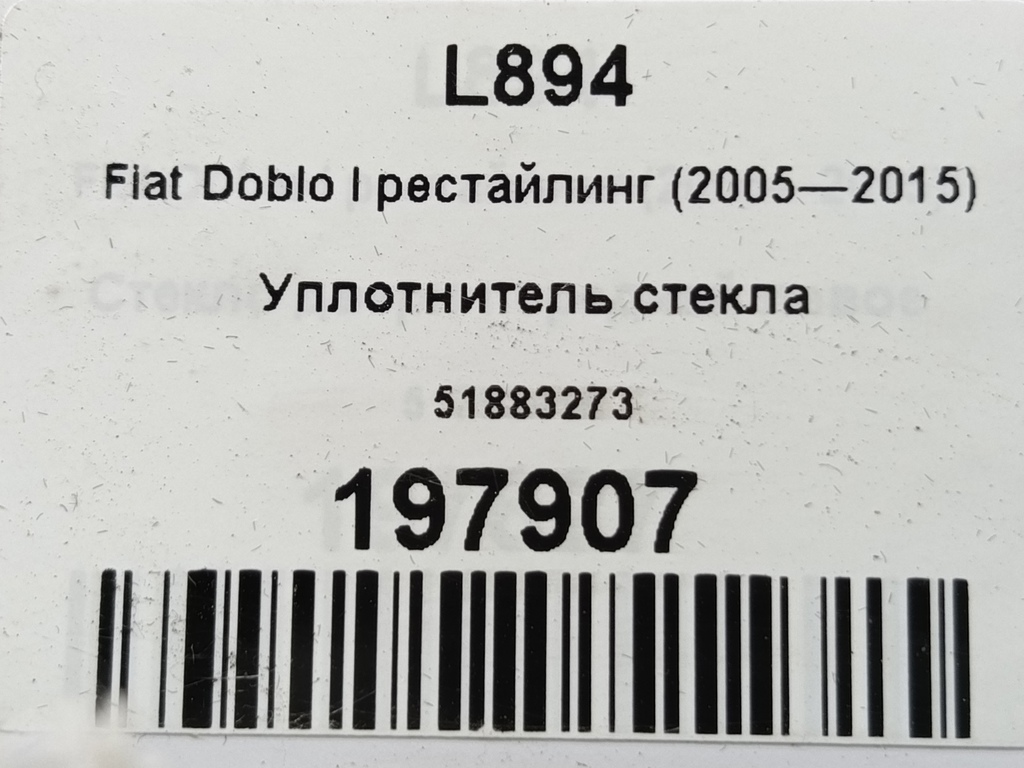 L894
Fiat Doblo I рестайлинг (2005—2015)
Уплотнитель стекла
51883273
197907